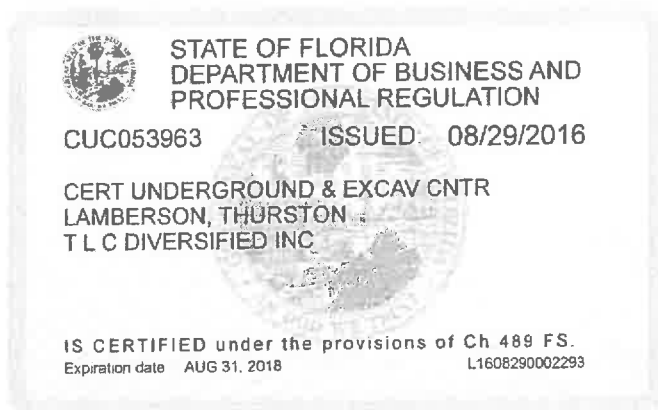 STATE OF FLORIDA
DEPARTMENT OF BUSINESS AND
PROFESSIONAL REGULATION
CUC053963 ISSUED: 08/29/2016
CERT UNDERGROUND & EXCAV CNTR
LAMBERSON, THURSTON
T L C DIVERSIFIED INC
IS CERTIFIED under the provisions of Ch 489 FS.
Expiration date AUG 31, 2018 L1608290002293